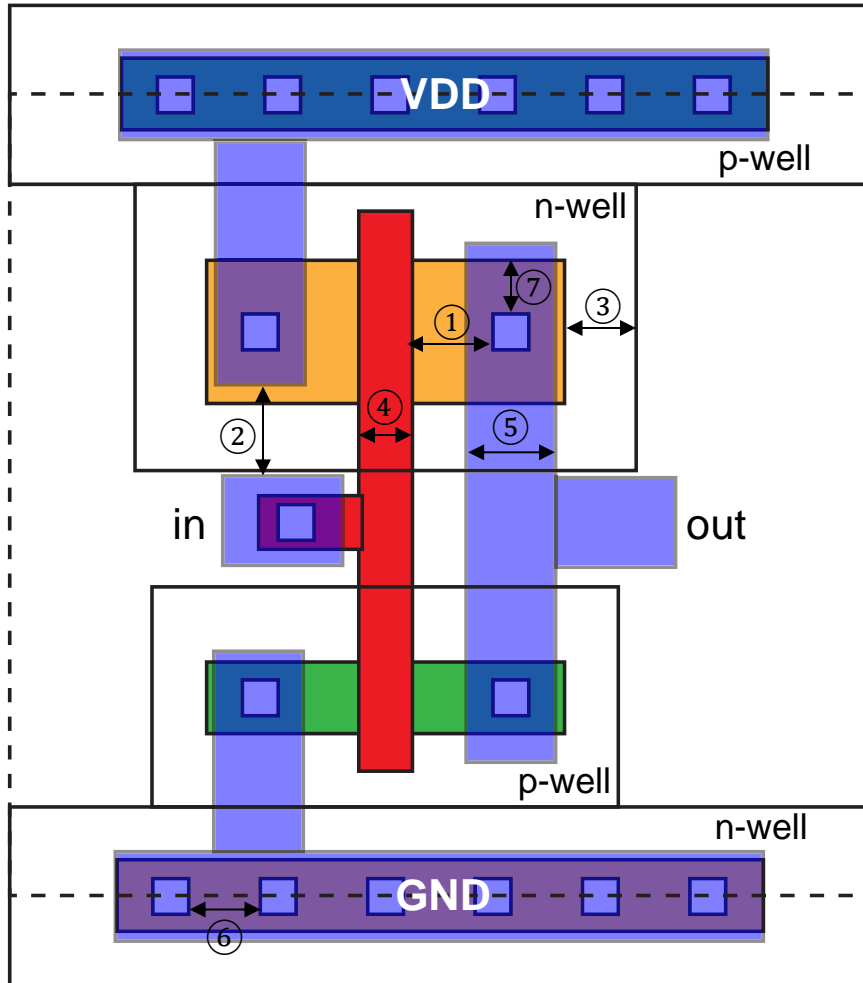 VDD
p-well
n-well
⑦
① ③
④
② ⑤
in out
p-well
n-well
GND
⑥